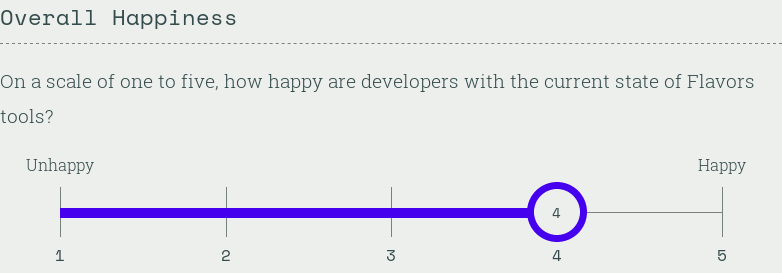 Overall Happiness
On a scale of one to five, how happy are developers with the current state of Flavors
tools?
Unhappy Happy
4
1 2 3 4 5